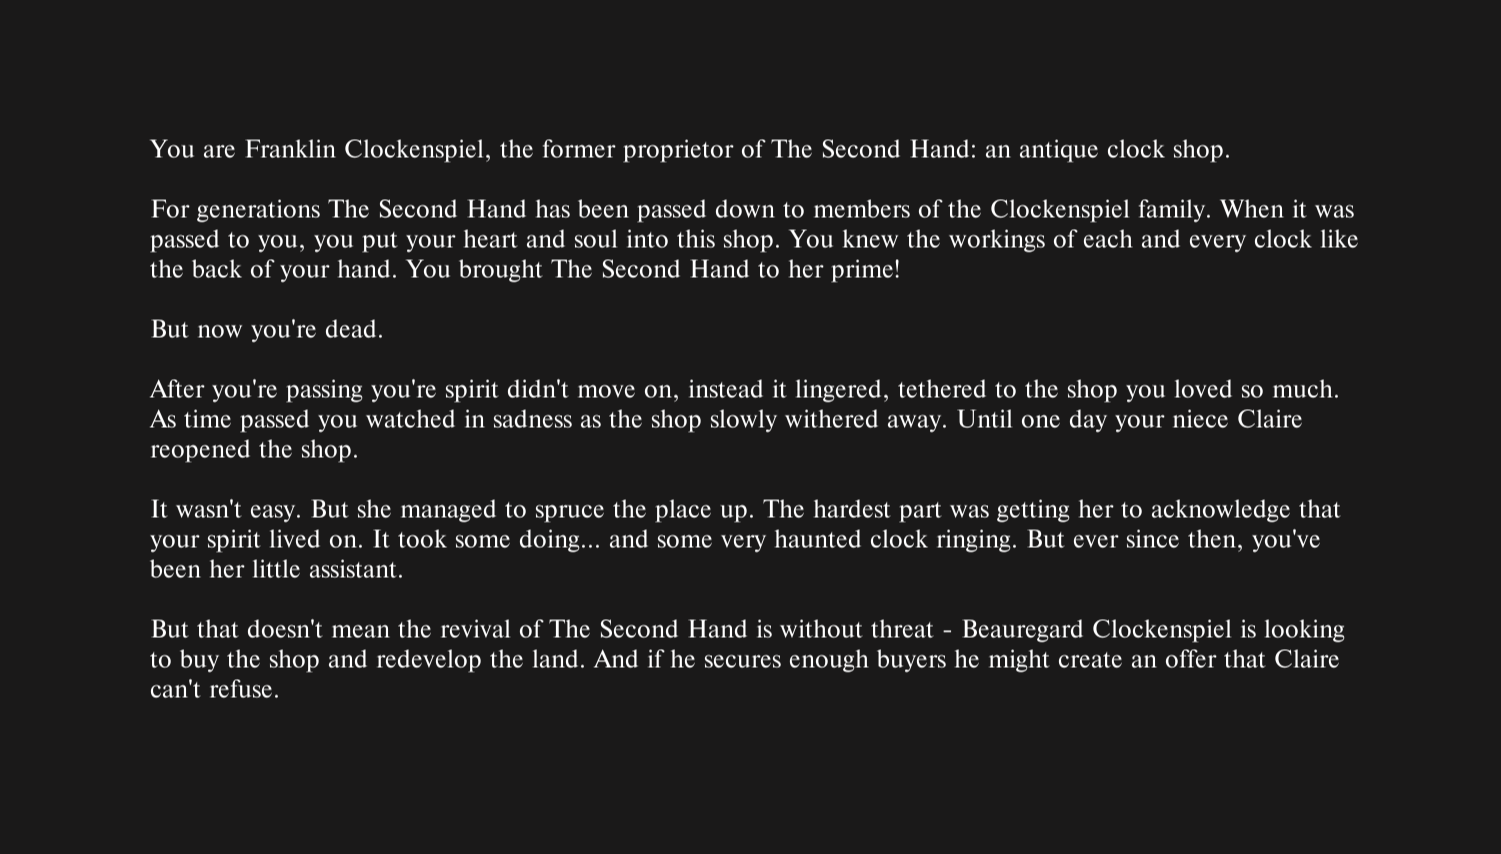 You are Franklin Clockenspiel, the former proprietor of The Second Hand: an antique clock shop.
For generations The Second Hand has been passed down to members of the Clockenspiel family. When it was
passed to you, you put your heart and soul into this shop. You knew the workings of each and every clock like
the back of your hand. You brought The Second Hand to her prime!
But now you're dead.
After you're passing you're spirit didn't move on, instead it lingered, tethered to the shop you loved so much.
As time passed you watched in sadness as the shop slowly withered away. Until one day your niece Claire
reopened the shop.
It wasn't easy. But she managed to spruce the place up. The hardest part was getting her to acknowledge that
your spirit lived on. It took some doing... and some very haunted clock ringing. But ever since then, you've
been her little assistant.
But that doesn't mean the revival of The Second Hand is without threat - Beauregard Clockenspiel is looking
to buy the shop and redevelop the land. And if he secures enough buyers he might create an offer that Claire
can't refuse.